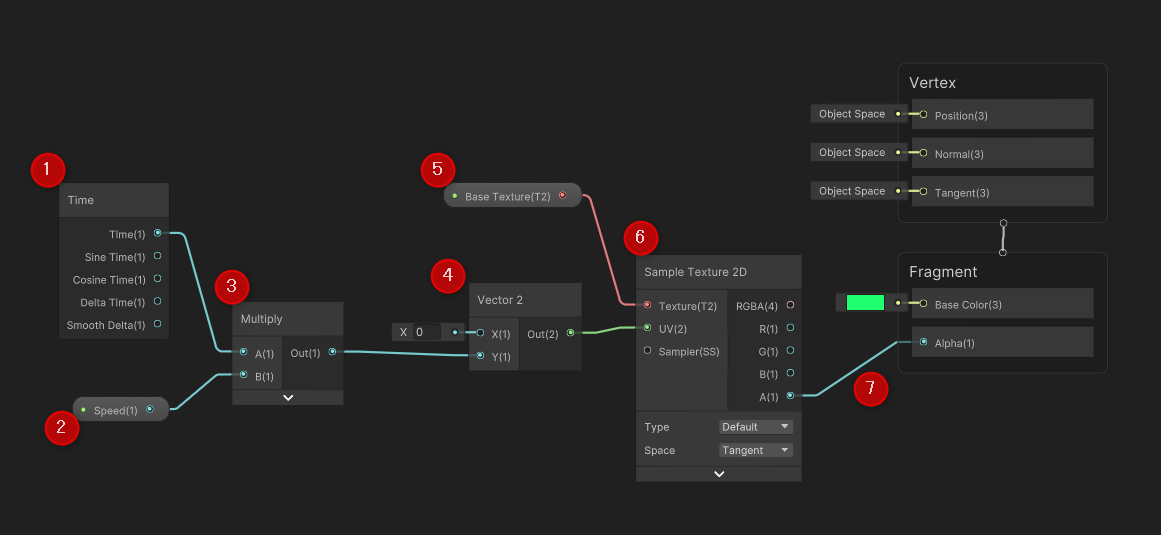 1
Time
Time(1)
Sine Time(1)
Cosine Time(1)
Delta Time(1)
Smooth Delta(1)
2
Speed(1)
3
Multiply
A(1)
B(1)
Out(1)
4
Vector 2
X 0
X(1)
Y(1)
Out(2)
5
Base Texture(T2)
6
Sample Texture 2D
Texture(T2)
UV(2)
Sampler(SS)
RGBA(4)
R(1)
G(1)
B(1)
A(1)
Type Default
Space Tangent
7
Vertex
Object Space Position(3)
Object Space Normal(3)
Object Space Tangent(3)
Fragment
Base Color(3)
Alpha(1)